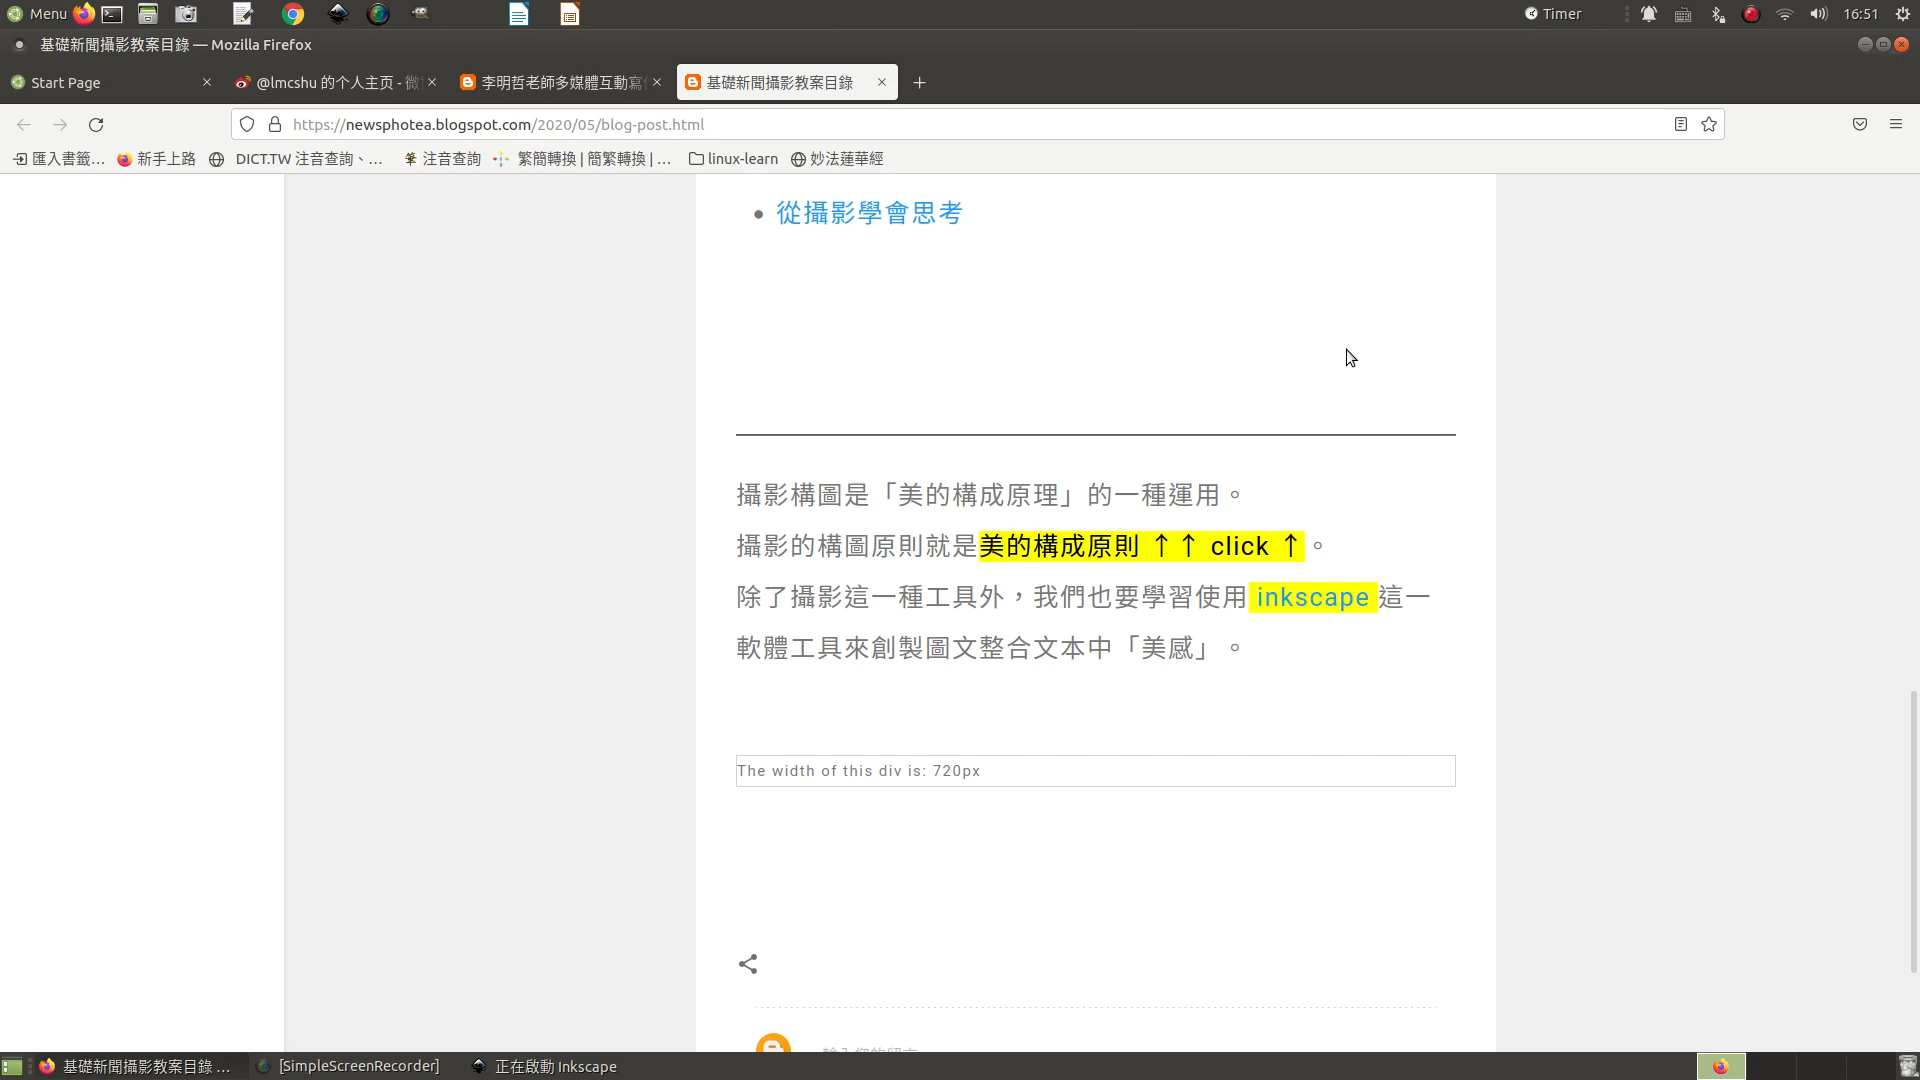 Menu
Timer
16:51
基礎新聞攝影教案目錄 — Mozilla Firefox
Start Page
@lmcshu 的个人主页 - 微
李明哲老師多媒體互動寫
基礎新聞攝影教案目錄
https://newsphotea.blogspot.com/2020/05/blog-post.html
匯入書籤…
新手上路
DICT.TW 注音查詢、…
注音查詢
繁簡轉換 | 簡繁轉換 | …
linux-learn
妙法蓮華經
從攝影學會思考
攝影構圖是「美的構成原理」的一種運用。
攝影的構圖原則就是美的構成原則 ↑↑ click ↑。
除了攝影這一種工具外，我們也要學習使用 inkscape 這一
軟體工具來創製圖文整合文本中「美感」。
The width of this div is: 720px
基礎新聞攝影教案目錄 …
[SimpleScreenRecorder]
正在啟動 Inkscape